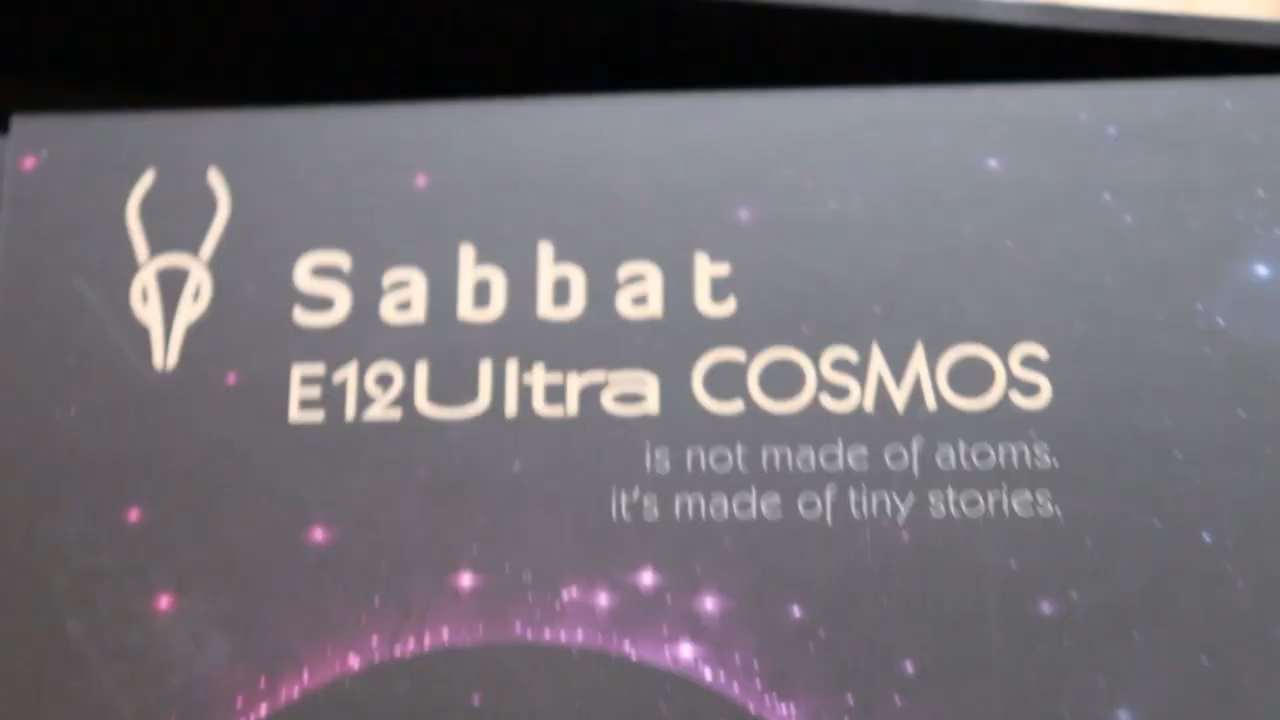 Sabbat
E12Ultra COSMOS
is not made of atoms.
it's made of tiny stories.